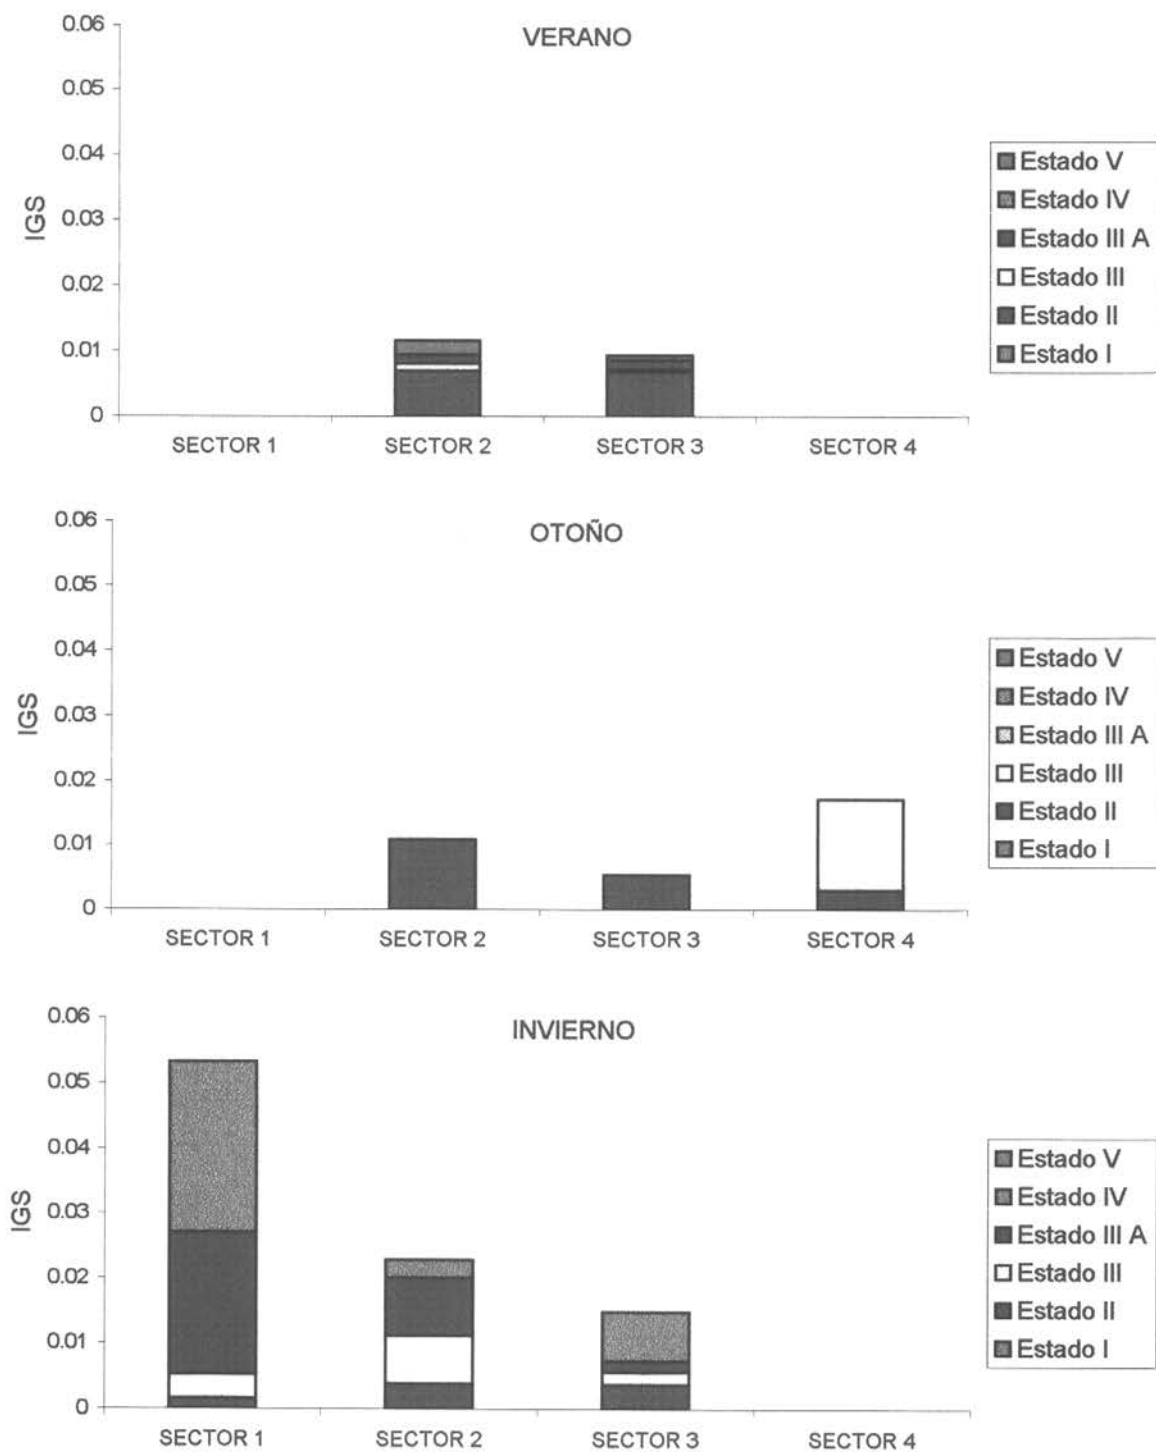 VERANO
0.06
0.05
0.04
0.03
0.02
0.01
0
IGS
SECTOR 1 SECTOR 2 SECTOR 3 SECTOR 4
Estado V
Estado IV
Estado III A
Estado III
Estado II
Estado I
OTOÑO
0.06
0.05
0.04
0.03
0.02
0.01
0
IGS
SECTOR 1 SECTOR 2 SECTOR 3 SECTOR 4
Estado V
Estado IV
Estado III A
Estado III
Estado II
Estado I
INVIERNO
0.06
0.05
0.04
0.03
0.02
0.01
0
IGS
SECTOR 1 SECTOR 2 SECTOR 3 SECTOR 4
Estado V
Estado IV
Estado III A
Estado III
Estado II
Estado I